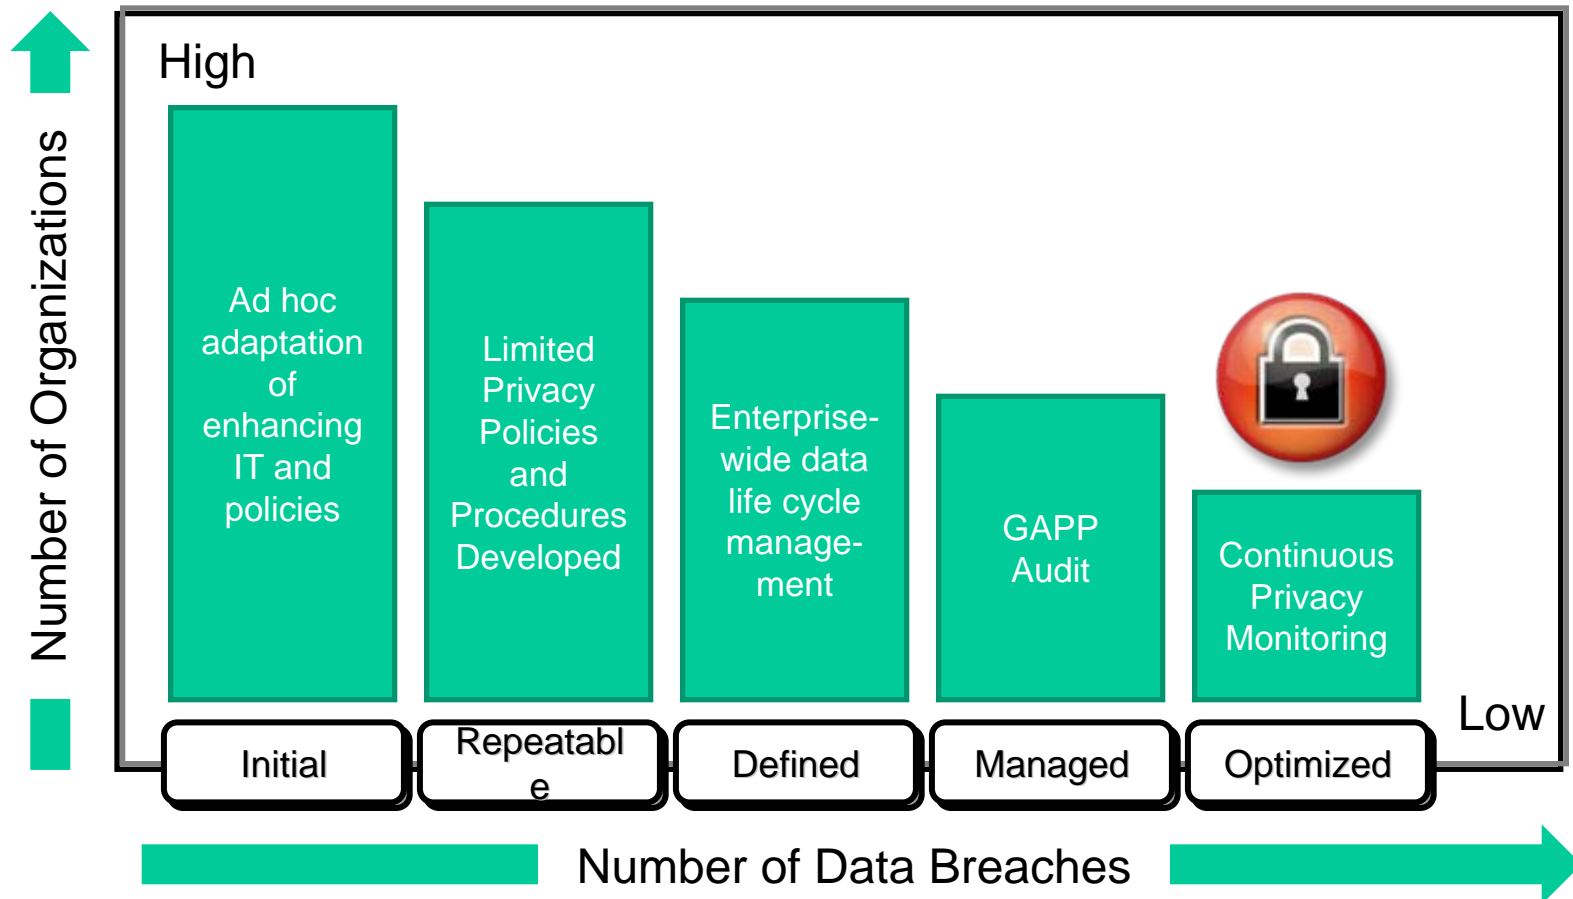 High
Number of Organizations
Ad hoc
adaptation
of
enhancing
IT and
policies
Limited
Privacy
Policies
and
Procedures
Developed
Enterprise-
wide data
life cycle
manage-
ment
GAPP
Audit
Continuous
Privacy
Monitoring
Low
Initial
Repeatabl
e
Defined
Managed
Optimized
Number of Data Breaches